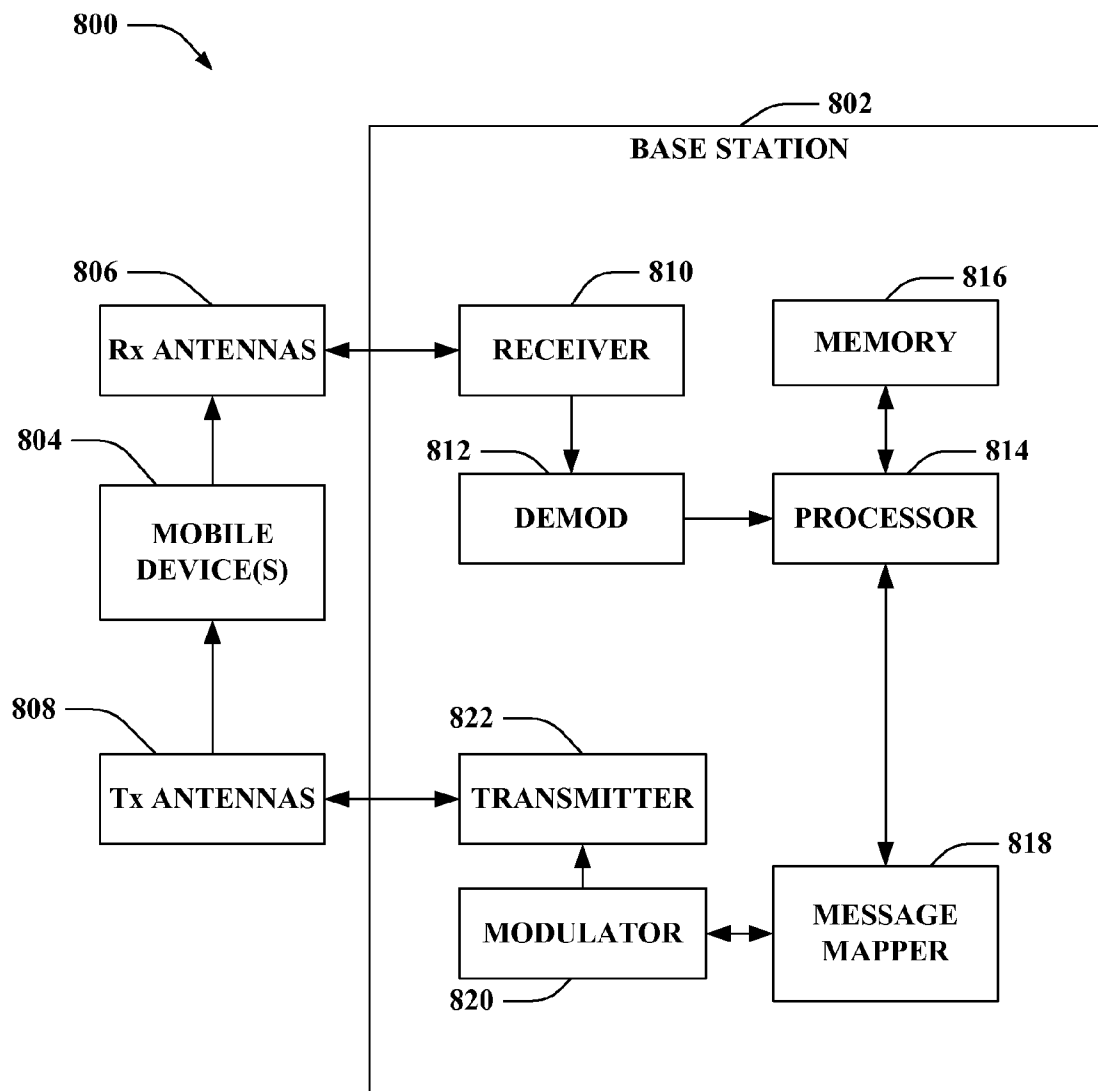 800
802
BASE STATION
806
810
816
Rx ANTENNAS
RECEIVER
MEMORY
804
812
814
MOBILE
DEVICE(S)
DEMOD
PROCESSOR
808
822
Tx ANTENNAS
TRANSMITTER
818
MODULATOR
MESSAGE
MAPPER
820